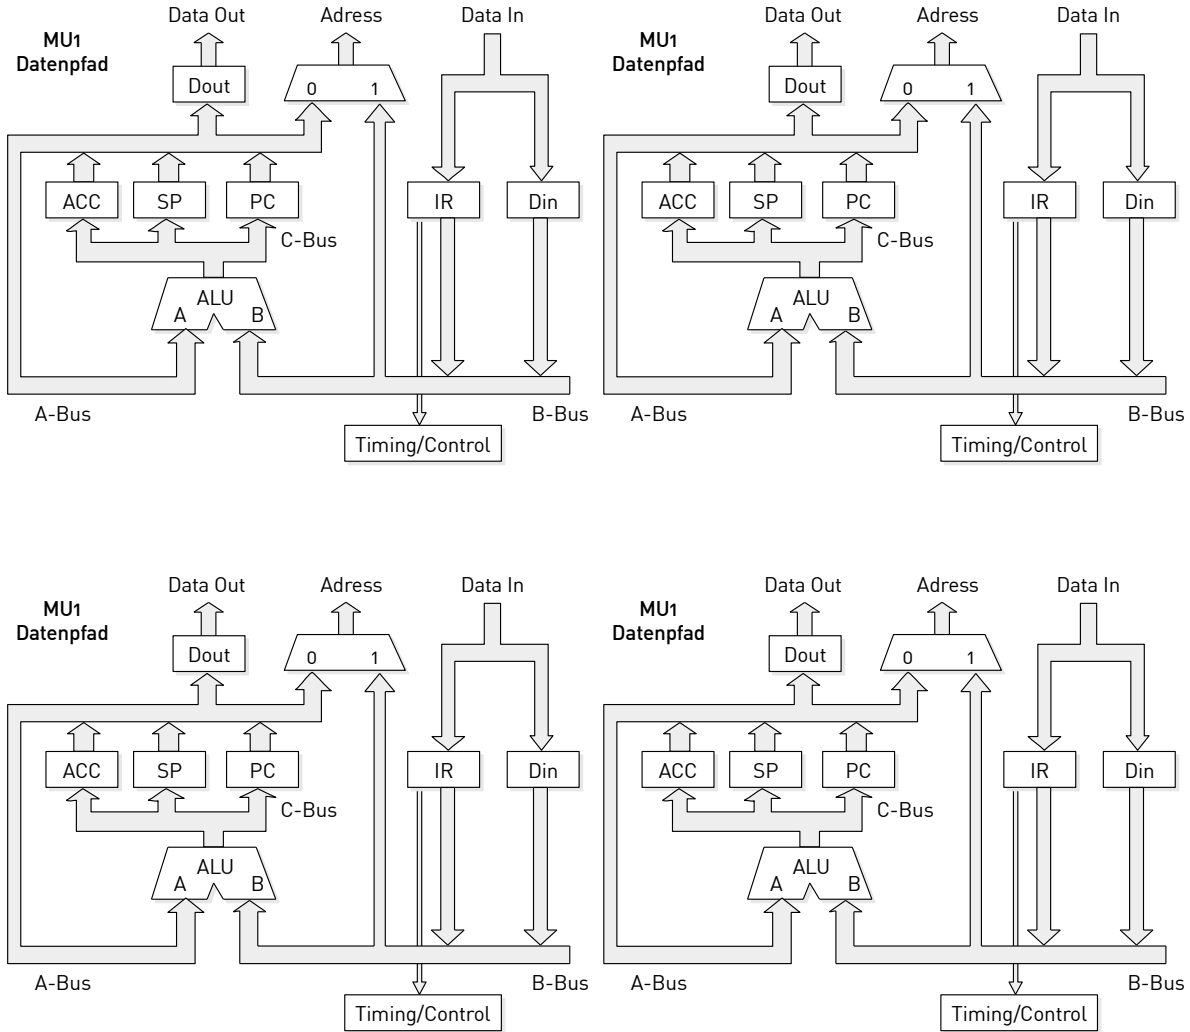 Data Out Adress Data In
MU1
Datenpfad
Dout
0 1
ACC SP PC IR Din
C-Bus
ALU
A B
A-Bus B-Bus
Timing/Control
Data Out Adress Data In
MU1
Datenpfad
Dout
0 1
ACC SP PC IR Din
C-Bus
ALU
A B
A-Bus B-Bus
Timing/Control
Data Out Adress Data In
MU1
Datenpfad
Dout
0 1
ACC SP PC IR Din
C-Bus
ALU
A B
A-Bus B-Bus
Timing/Control
Data Out Adress Data In
MU1
Datenpfad
Dout
0 1
ACC SP PC IR Din
C-Bus
ALU
A B
A-Bus B-Bus
Timing/Control